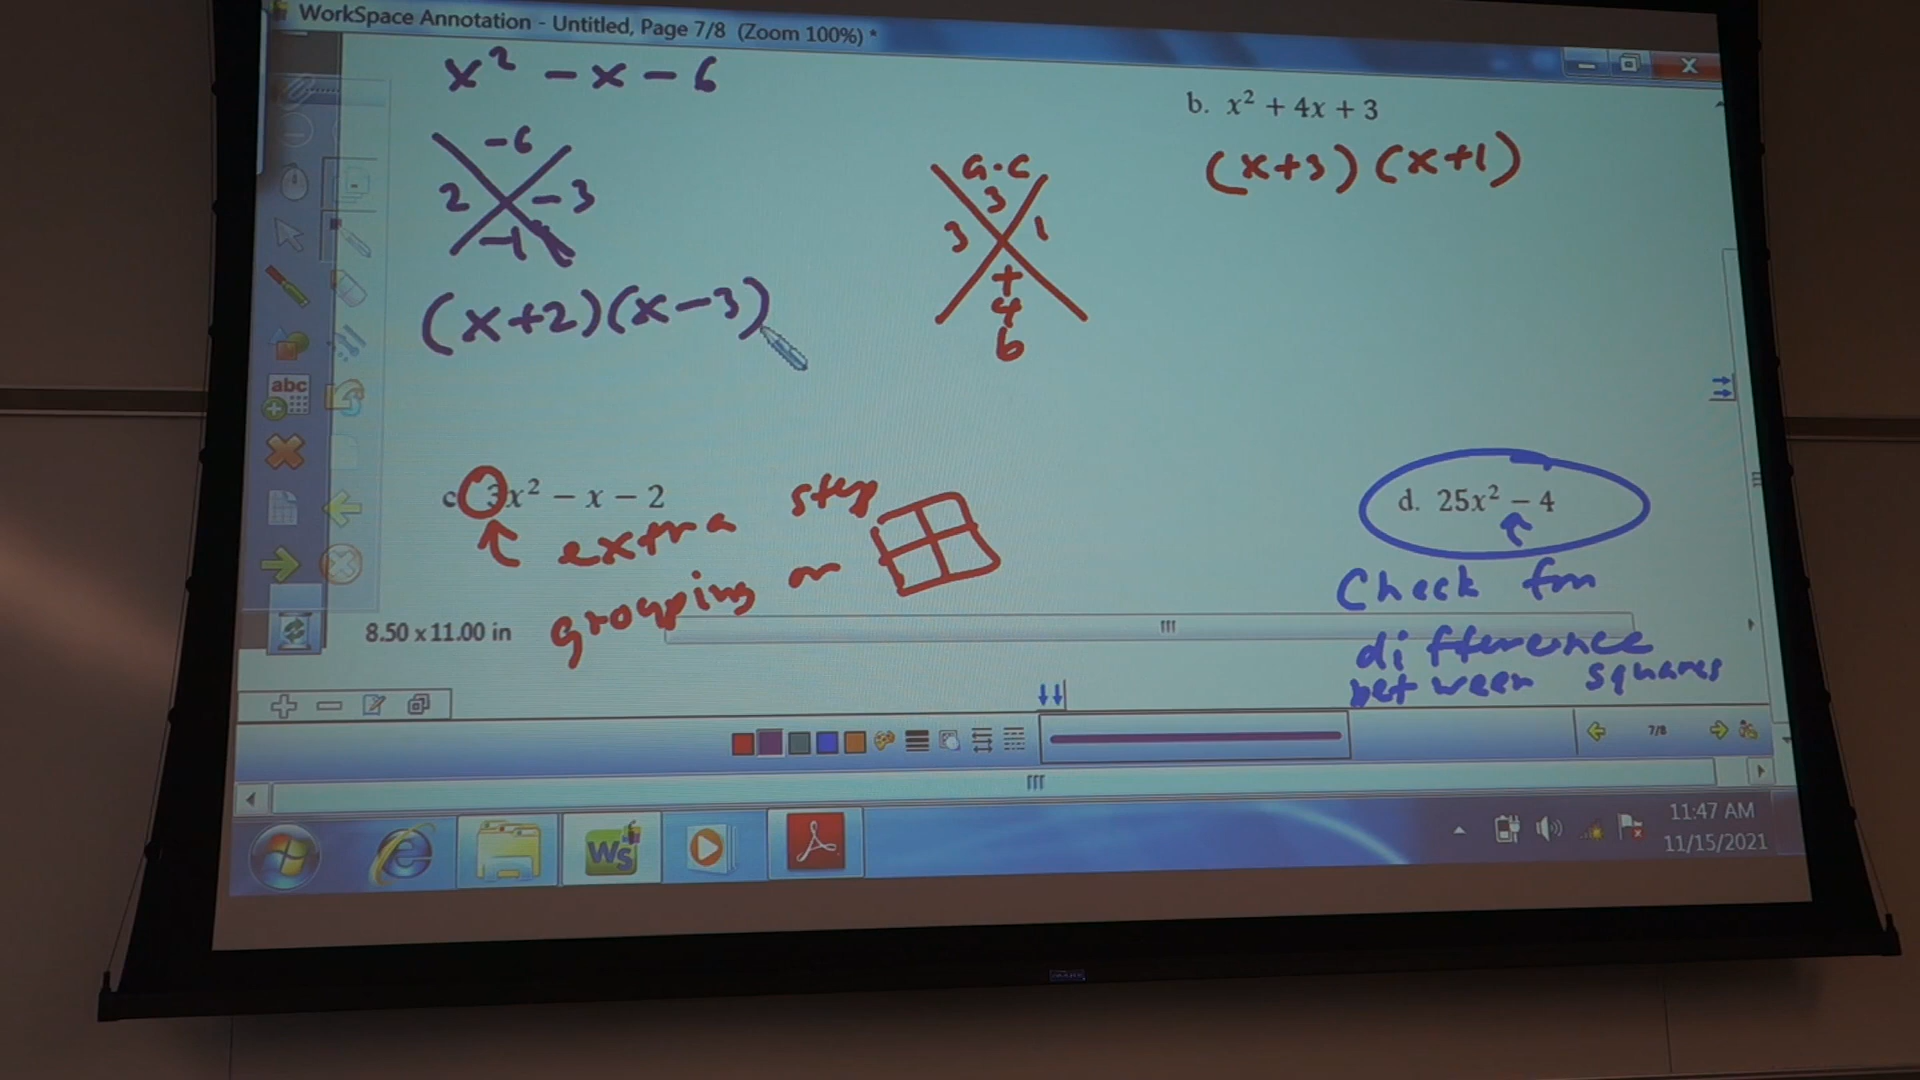 WorkSpace Annotation - Untitled, Page 7/8 (Zoom 100%) *
x² - x - 6
-6
2 -3
-1
(x+2)(x-3)
a·c
3
3 1
+
4
b
b. x² + 4x + 3
(x+3)(x+1)
c 3x² - x - 2
extra step
grouping or
d. 25x² - 4
Check for
difference
between squares
abc
8.50 x 11.00 in
7/8
WS
11:47 AM
11/15/2021